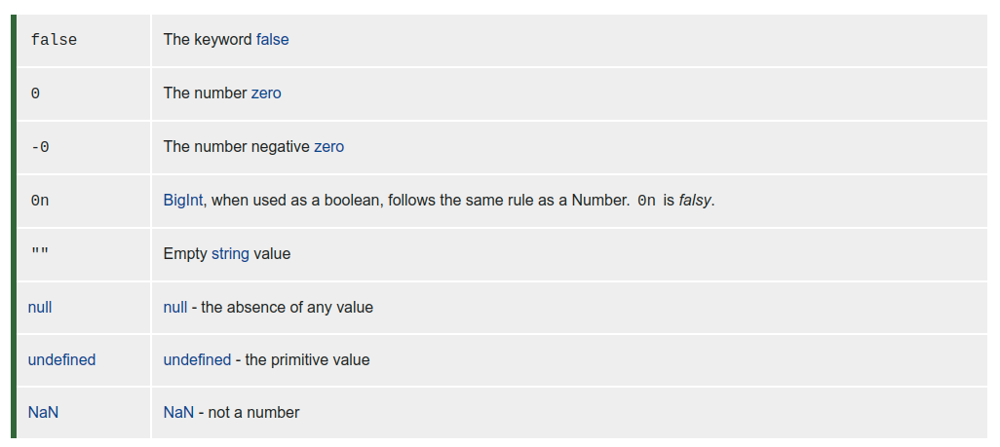 false The keyword false
0 The number zero
-0 The number negative zero
0n BigInt, when used as a boolean, follows the same rule as a Number. 0n is falsy.
"" Empty string value
null null - the absence of any value
undefined undefined - the primitive value
NaN NaN - not a number